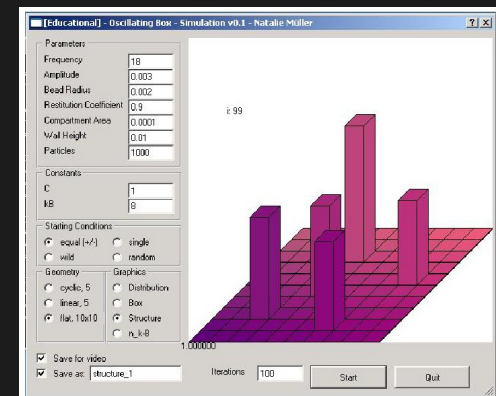 [Educational] - Oscillating Box - Simulation v0.1 - Natalie Müller
Parameters
Frequency 18
Amplitude 0.003
Bead Radius 0.002
Restitution Coefficient 0.9
Compartment Area 0.0001
Wall Height 0.01
Particles 1000
i: 99
Constants
C 1
kB 8
Starting Conditions
equal (+/-) single
wild random
Geometry Graphics
cyclic, 5 Distribution
linear, 5 Box
flat, 10x10 Structure
n_k-8
1.000000
Save for video
Save as: structure_1
Iterations 100 Start Quit